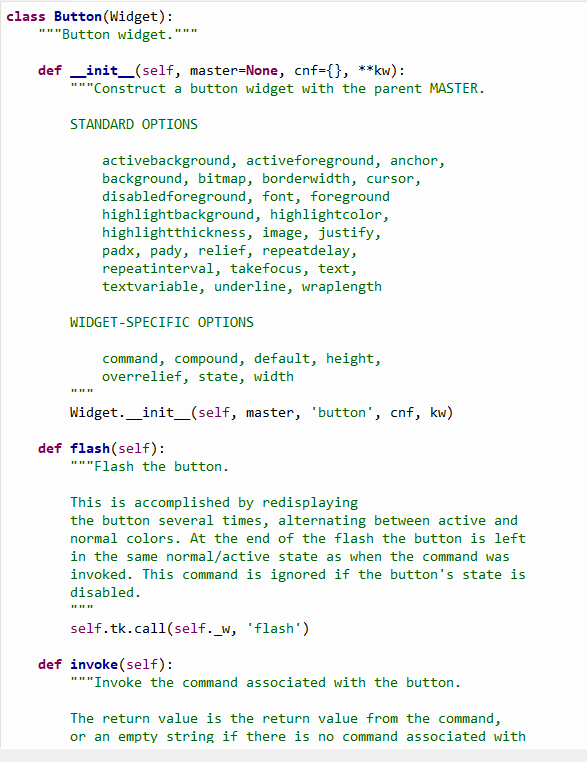 class Button(Widget):
    """Button widget."""

    def __init__(self, master=None, cnf={}, **kw):
        """Construct a button widget with the parent MASTER.

        STANDARD OPTIONS

            activebackground, activeforeground, anchor,
            background, bitmap, borderwidth, cursor,
            disabledforeground, font, foreground
            highlightbackground, highlightcolor,
            highlightthickness, image, justify,
            padx, pady, relief, repeatdelay,
            repeatinterval, takefocus, text,
            textvariable, underline, wraplength

        WIDGET-SPECIFIC OPTIONS

            command, compound, default, height,
            overrelief, state, width
        """
        Widget.__init__(self, master, 'button', cnf, kw)

    def flash(self):
        """Flash the button.

        This is accomplished by redisplaying
        the button several times, alternating between active and
        normal colors. At the end of the flash the button is left
        in the same normal/active state as when the command was
        invoked. This command is ignored if the button's state is
        disabled.
        """
        self.tk.call(self._w, 'flash')

    def invoke(self):
        """Invoke the command associated with the button.

        The return value is the return value from the command,
        or an empty string if there is no command associated with